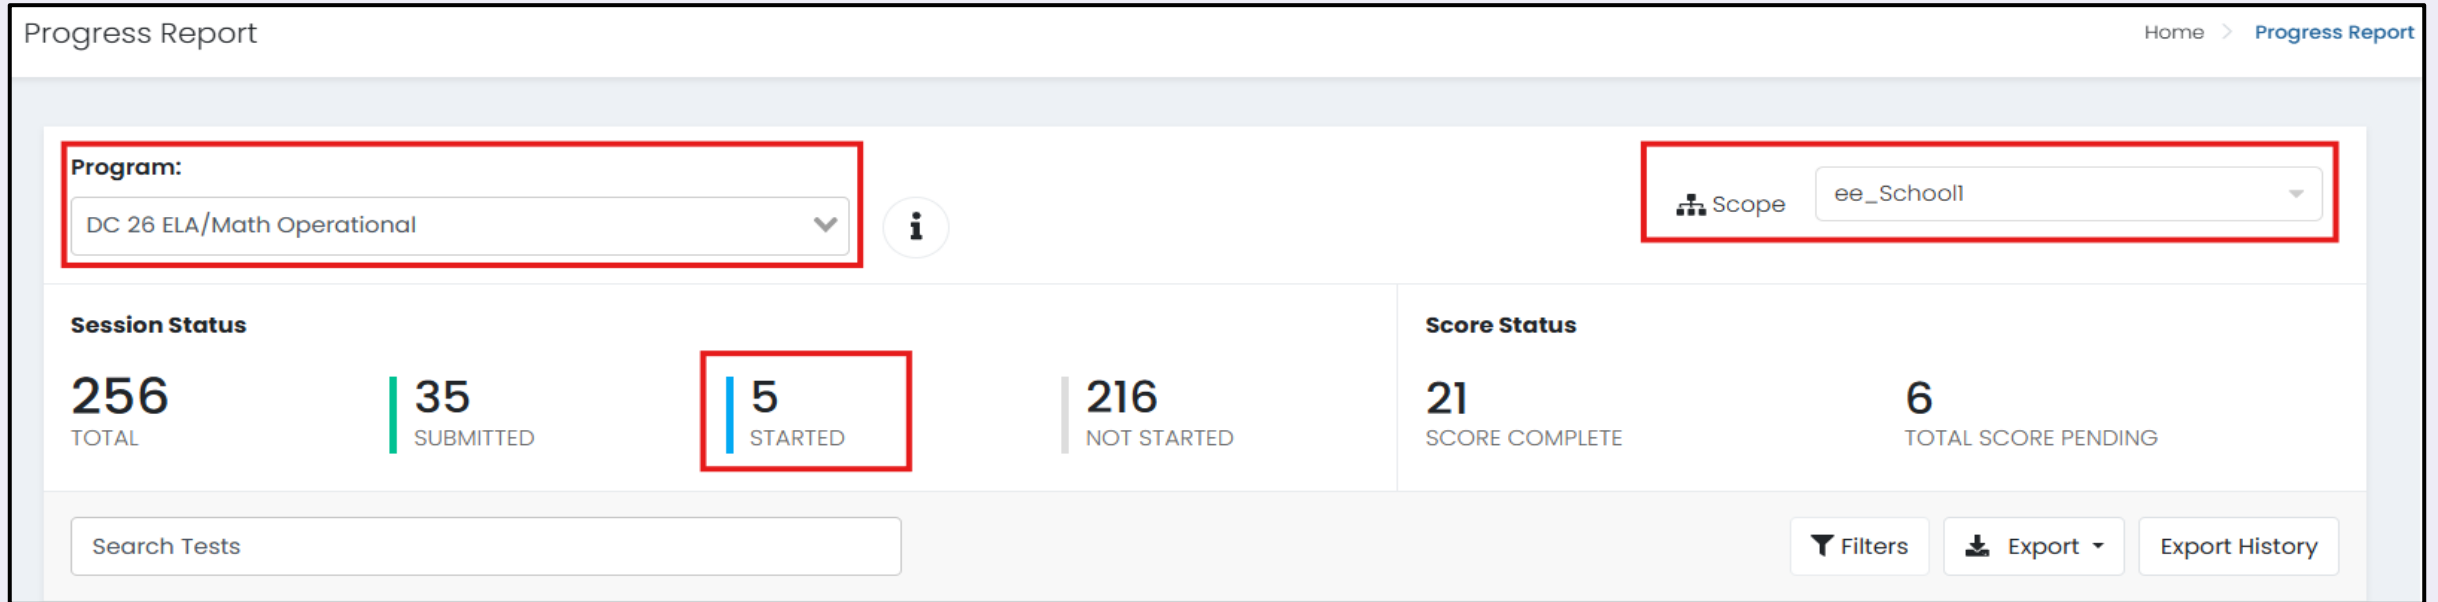 Progress Report
Home > Progress Report
Program:
DC 26 ELA/Math Operational
i
Scope
ee_School1
Session Status
256
TOTAL
35
SUBMITTED
5
STARTED
216
NOT STARTED
Score Status
21
SCORE COMPLETE
6
TOTAL SCORE PENDING
Search Tests
Filters
Export
Export History